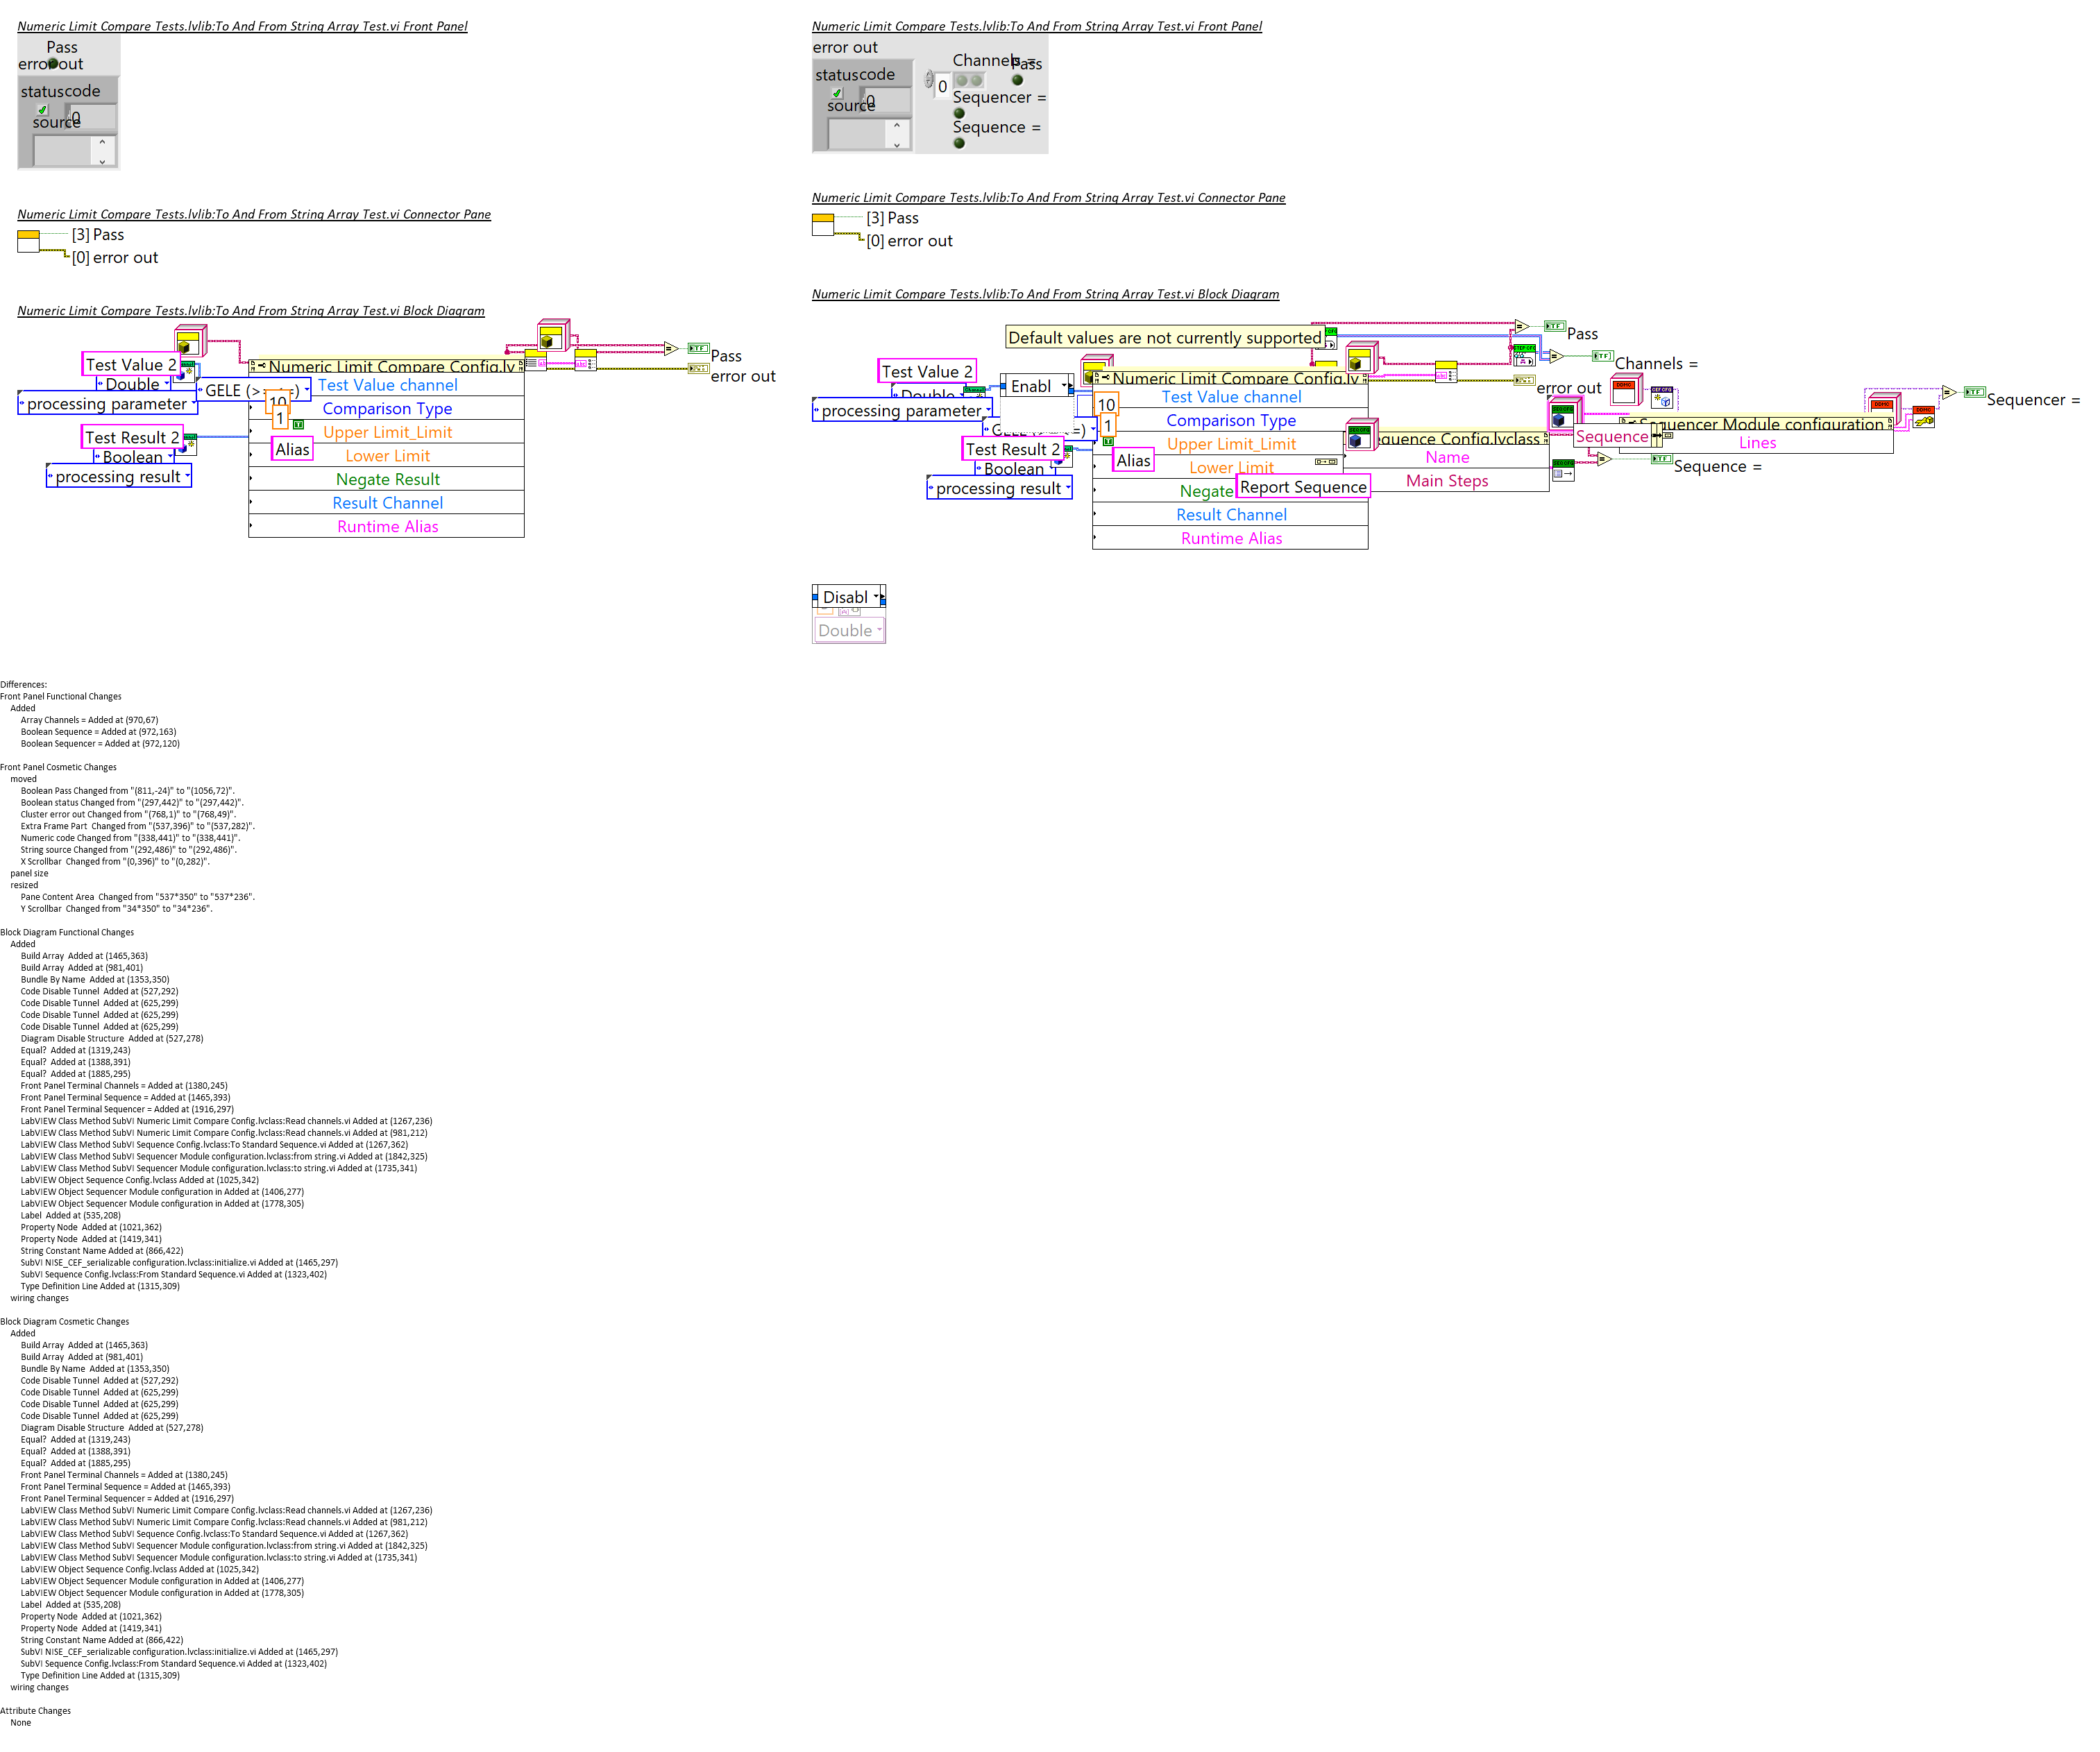 Numeric Limit Compare Tests.lvlib:To And From String Array Test.vi Front Panel
Pass
error out
status code
0
source
Numeric Limit Compare Tests.lvlib:To And From String Array Test.vi Connector Pane
[3] Pass
[0] error out
Numeric Limit Compare Tests.lvlib:To And From String Array Test.vi Block Diagram
Test Value 2
Double
processing parameter
Test Result 2
Boolean
processing result
GELE (>= <=)
10
1
Alias
Numeric Limit Compare Config.lv
Test Value channel
Comparison Type
Upper Limit_Limit
Lower Limit
Negate Result
Result Channel
Runtime Alias
Pass
error out
Numeric Limit Compare Tests.lvlib:To And From String Array Test.vi Front Panel
error out
status code
0
source
Channels =
0
Pass
Sequencer =
Sequence =
Numeric Limit Compare Tests.lvlib:To And From String Array Test.vi Connector Pane
[3] Pass
[0] error out
Numeric Limit Compare Tests.lvlib:To And From String Array Test.vi Block Diagram
Default values are not currently supported
Test Value 2
Double
processing parameter
Enabl
Test Result 2
Boolean
processing result
10
1
Alias
Numeric Limit Compare Config.lv
Test Value channel
Comparison Type
Upper Limit_Limit
Lower Limit
Negate
Result Channel
Runtime Alias
Report Sequence
equence Config.lvclass
Name
Main Steps
Pass
Channels =
error out
Sequence
Sequencer Module configuration
Lines
Sequencer =
Sequence =
Disabl
Double
Differences:
Front Panel Functional Changes
Added
Array Channels = Added at (970,67)
Boolean Sequence = Added at (972,163)
Boolean Sequencer = Added at (972,120)
Front Panel Cosmetic Changes
moved
Boolean Pass Changed from "(811,-24)" to "(1056,72)".
Boolean status Changed from "(297,442)" to "(297,442)".
Cluster error out Changed from "(768,1)" to "(768,49)".
Extra Frame Part  Changed from "(537,396)" to "(537,282)".
Numeric code Changed from "(338,441)" to "(338,441)".
String source Changed from "(292,486)" to "(292,486)".
X Scrollbar  Changed from "(0,396)" to "(0,282)".
panel size
resized
Pane Content Area  Changed from "537*350" to "537*236".
Y Scrollbar  Changed from "34*350" to "34*236".
Block Diagram Functional Changes
Added
Build Array  Added at (1465,363)
Build Array  Added at (981,401)
Bundle By Name  Added at (1353,350)
Code Disable Tunnel  Added at (527,292)
Code Disable Tunnel  Added at (625,299)
Code Disable Tunnel  Added at (625,299)
Code Disable Tunnel  Added at (625,299)
Diagram Disable Structure  Added at (527,278)
Equal?  Added at (1319,243)
Equal?  Added at (1388,391)
Equal?  Added at (1885,295)
Front Panel Terminal Channels = Added at (1380,245)
Front Panel Terminal Sequence = Added at (1465,393)
Front Panel Terminal Sequencer = Added at (1916,297)
LabVIEW Class Method SubVI Numeric Limit Compare Config.lvclass:Read channels.vi Added at (1267,236)
LabVIEW Class Method SubVI Numeric Limit Compare Config.lvclass:Read channels.vi Added at (981,212)
LabVIEW Class Method SubVI Sequence Config.lvclass:To Standard Sequence.vi Added at (1267,362)
LabVIEW Class Method SubVI Sequencer Module configuration.lvclass:from string.vi Added at (1842,325)
LabVIEW Class Method SubVI Sequencer Module configuration.lvclass:to string.vi Added at (1735,341)
LabVIEW Object Sequence Config.lvclass Added at (1025,342)
LabVIEW Object Sequencer Module configuration in Added at (1406,277)
LabVIEW Object Sequencer Module configuration in Added at (1778,305)
Label  Added at (535,208)
Property Node  Added at (1021,362)
Property Node  Added at (1419,341)
String Constant Name Added at (866,422)
SubVI NISE_CEF_serializable configuration.lvclass:initialize.vi Added at (1465,297)
SubVI Sequence Config.lvclass:From Standard Sequence.vi Added at (1323,402)
Type Definition Line Added at (1315,309)
wiring changes
Block Diagram Cosmetic Changes
Added
Build Array  Added at (1465,363)
Build Array  Added at (981,401)
Bundle By Name  Added at (1353,350)
Code Disable Tunnel  Added at (527,292)
Code Disable Tunnel  Added at (625,299)
Code Disable Tunnel  Added at (625,299)
Code Disable Tunnel  Added at (625,299)
Diagram Disable Structure  Added at (527,278)
Equal?  Added at (1319,243)
Equal?  Added at (1388,391)
Equal?  Added at (1885,295)
Front Panel Terminal Channels = Added at (1380,245)
Front Panel Terminal Sequence = Added at (1465,393)
Front Panel Terminal Sequencer = Added at (1916,297)
LabVIEW Class Method SubVI Numeric Limit Compare Config.lvclass:Read channels.vi Added at (1267,236)
LabVIEW Class Method SubVI Numeric Limit Compare Config.lvclass:Read channels.vi Added at (981,212)
LabVIEW Class Method SubVI Sequence Config.lvclass:To Standard Sequence.vi Added at (1267,362)
LabVIEW Class Method SubVI Sequencer Module configuration.lvclass:from string.vi Added at (1842,325)
LabVIEW Class Method SubVI Sequencer Module configuration.lvclass:to string.vi Added at (1735,341)
LabVIEW Object Sequence Config.lvclass Added at (1025,342)
LabVIEW Object Sequencer Module configuration in Added at (1406,277)
LabVIEW Object Sequencer Module configuration in Added at (1778,305)
Label  Added at (535,208)
Property Node  Added at (1021,362)
Property Node  Added at (1419,341)
String Constant Name Added at (866,422)
SubVI NISE_CEF_serializable configuration.lvclass:initialize.vi Added at (1465,297)
SubVI Sequence Config.lvclass:From Standard Sequence.vi Added at (1323,402)
Type Definition Line Added at (1315,309)
wiring changes
Attribute Changes
None